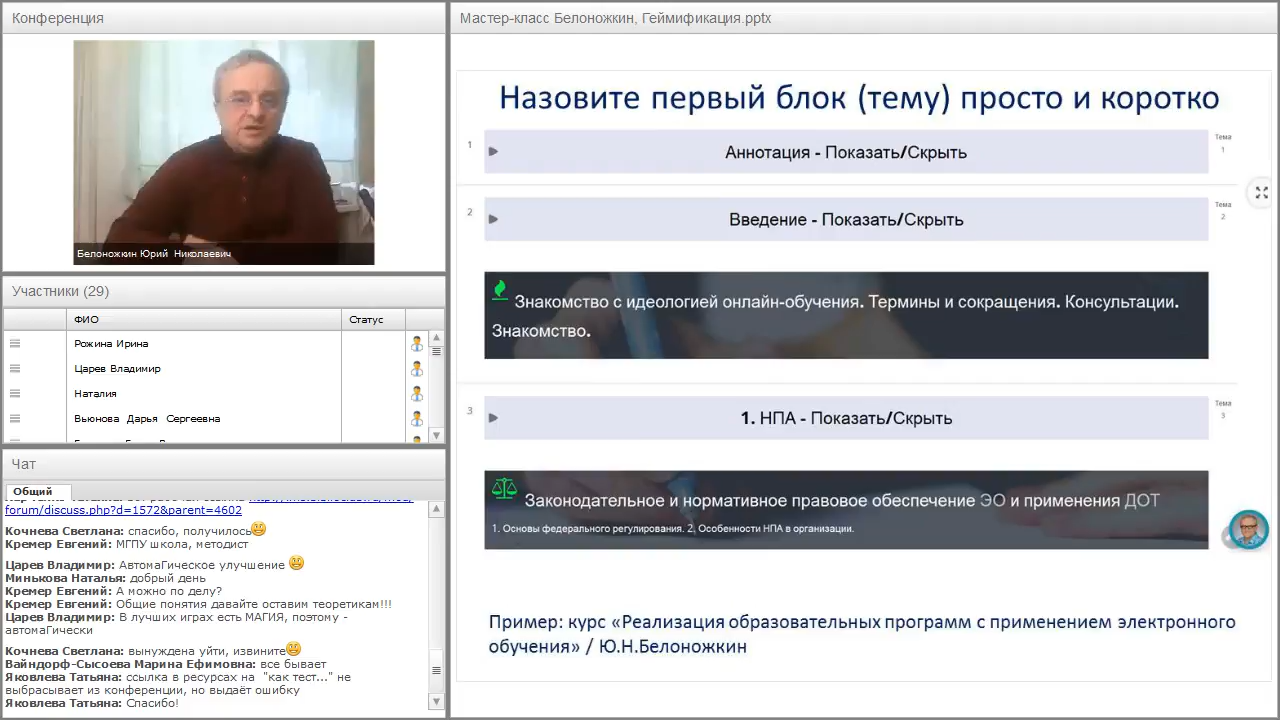 Конференция
Белоножкин Юрий Николаевич
Участники (29)
ФИО
Статус
Рожина Ирина
Царев Владимир
Наталия
Вьюнова Дарья Сергеевна
Чат
Общий
forum/discuss.php?d=1572&parent=4602
Кочнева Светлана: спасибо, получилось
Кремер Евгений: МГПУ школа, методист
Царев Владимир: АвтомаГическое улучшение
Минькова Наталья: добрый день
Кремер Евгений: А можно по делу?
Кремер Евгений: Общие понятия давайте оставим теоретикам!!!
Царев Владимир: В лучших играх есть МАГИЯ, поэтому -
автомаГически
Кочнева Светлана: вынуждена уйти, извините
Вайндорф-Сысоева Марина Ефимовна: все бывает
Яковлева Татьяна: ссылка в ресурсах на "как тест..." не
выбрасывает из конференции, но выдаёт ошибку
Яковлева Татьяна: Спасибо!
Мастер-класс Белоножкин, Геймификация.pptx
Назовите первый блок (тему) просто и коротко
1
Аннотация - Показать/Скрыть
Тема
1
2
Введение - Показать/Скрыть
Тема
2
Знакомство с идеологией онлайн-обучения. Термины и сокращения. Консультации.
Знакомство.
3
1. НПА - Показать/Скрыть
Тема
3
Законодательное и нормативное правовое обеспечение ЭО и применения ДОТ
1. Основы федерального регулирования. 2. Особенности НПА в организации.
Пример: курс «Реализация образовательных программ с применением электронного
обучения» / Ю.Н.Белоножкин